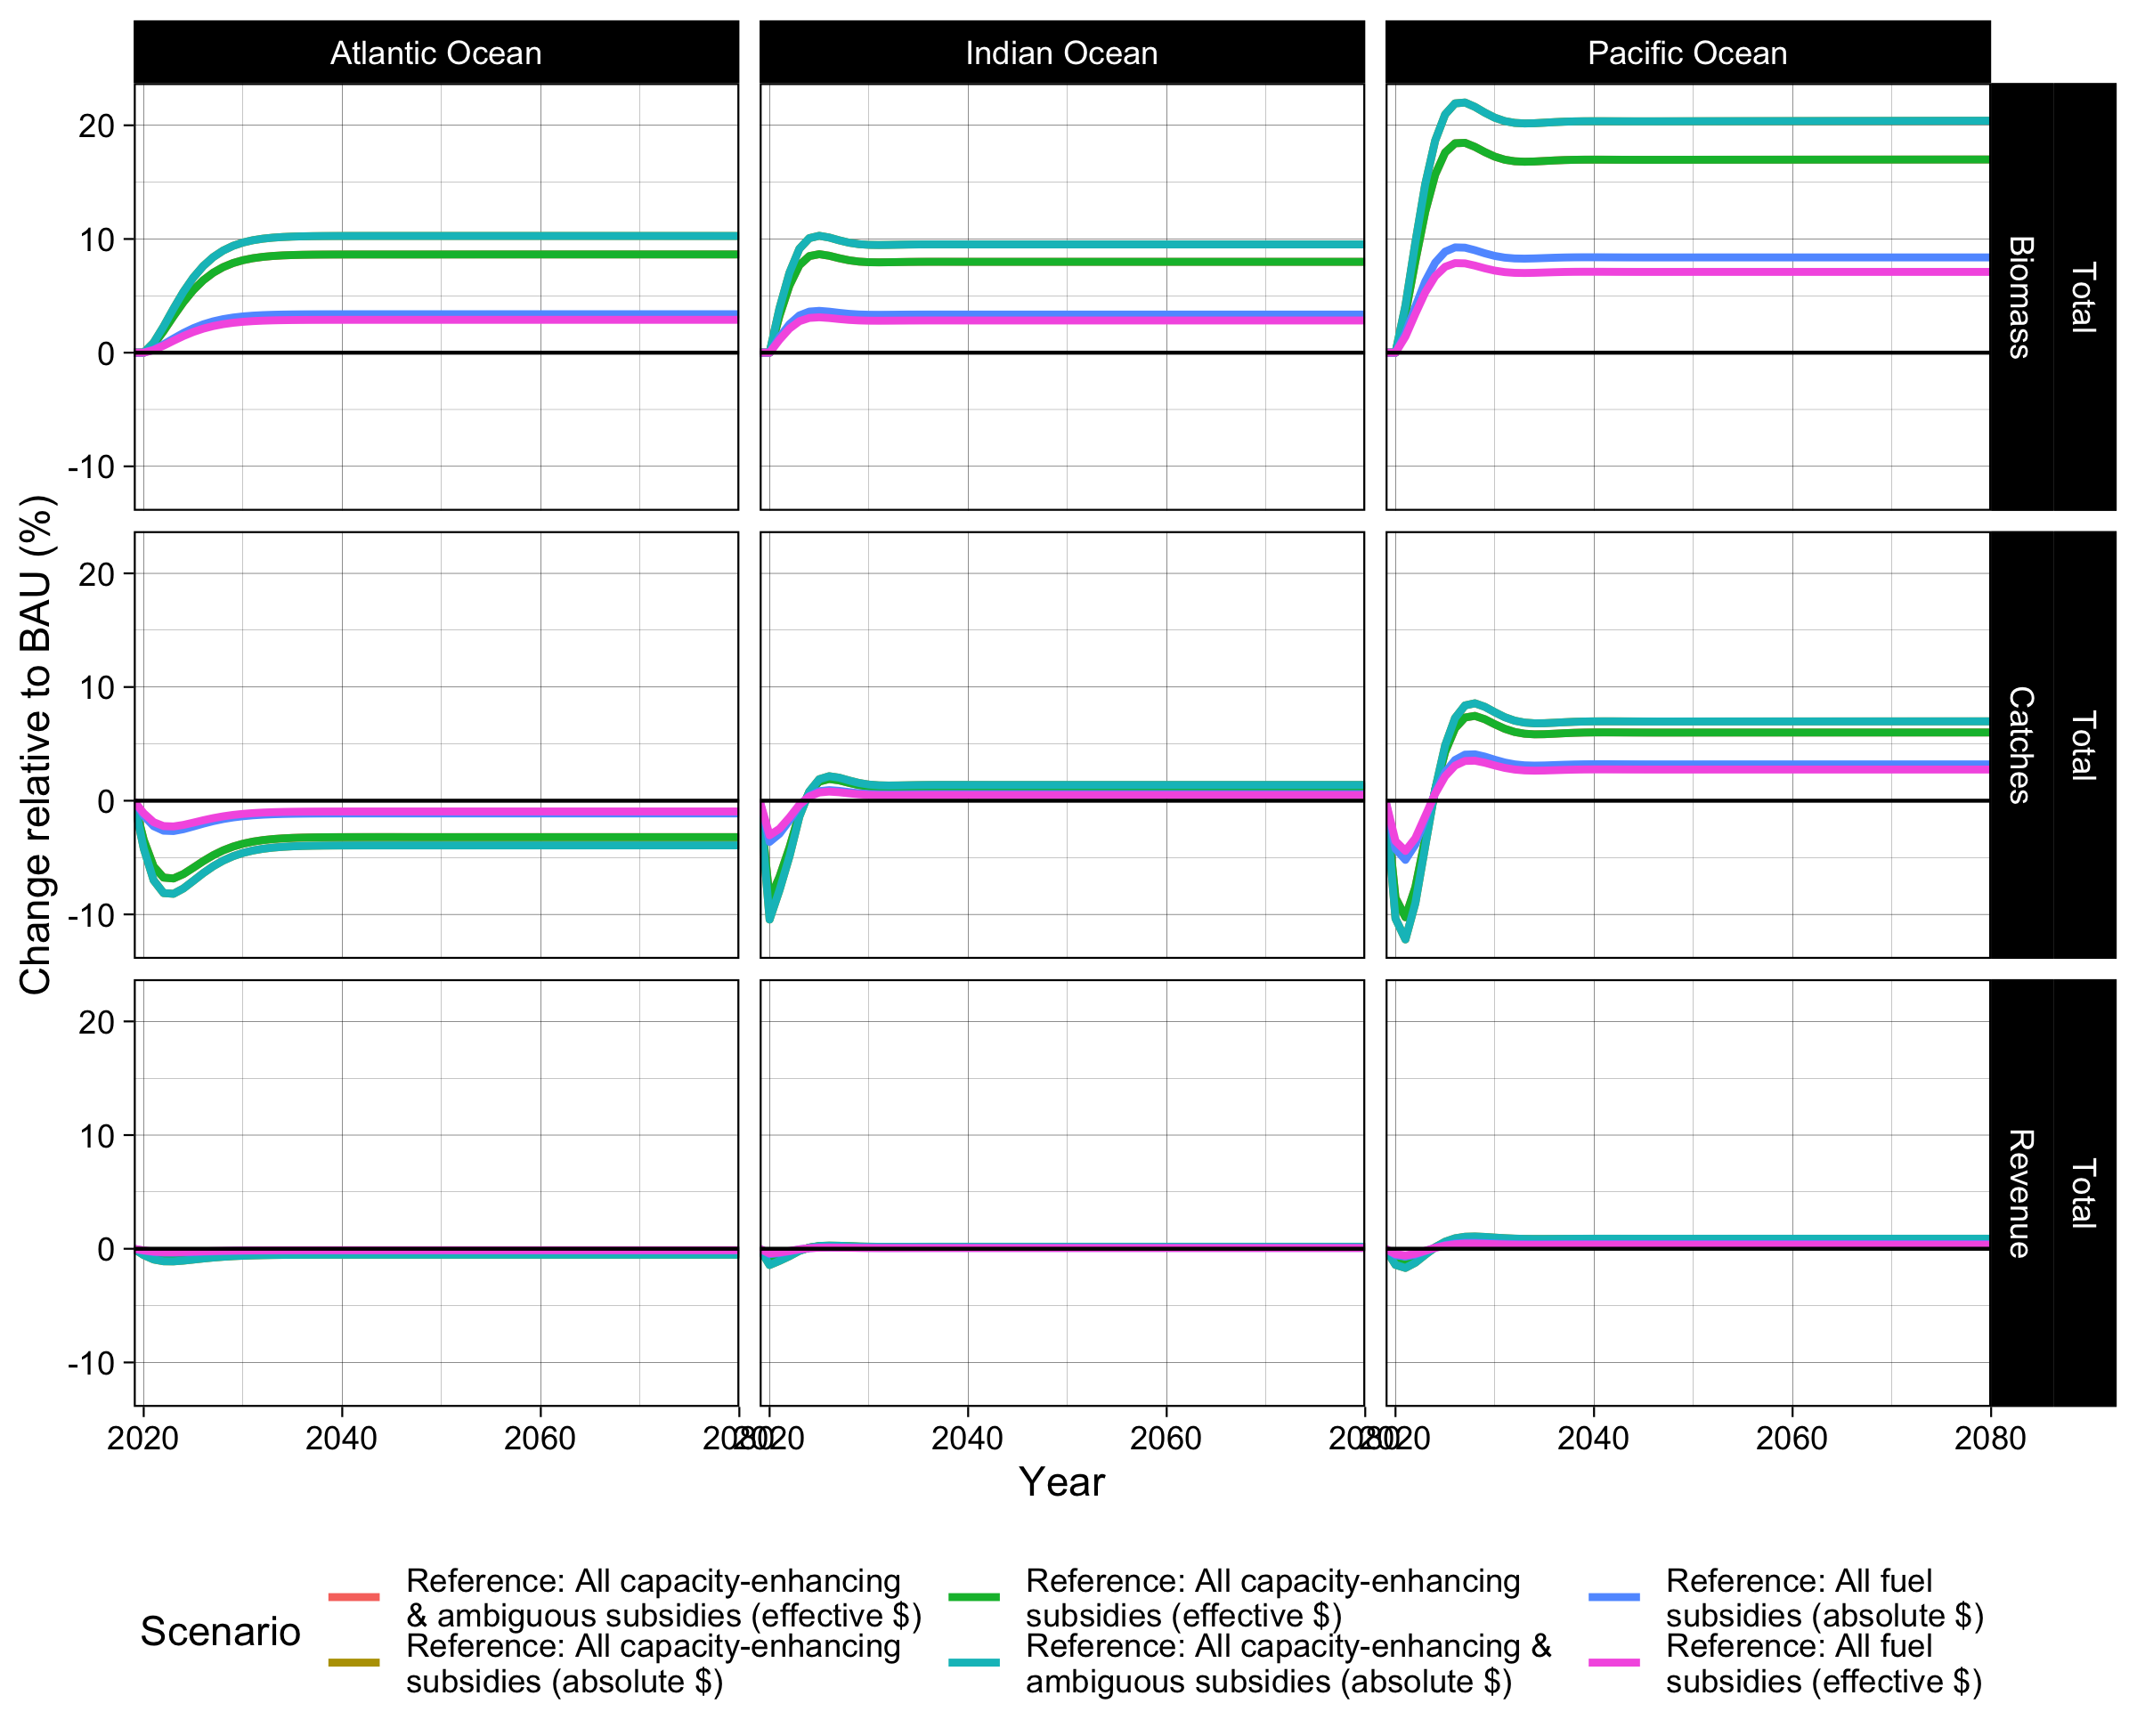 Atlantic Ocean
Indian Ocean
Pacific Ocean
20
10
0
-10
Total
Biomass
20
10
0
-10
Total
Catches
20
10
0
-10
Total
Revenue
Change relative to BAU (%)
2020
2040
2060
2080
2020
2040
2060
2080
2020
2040
2060
2080
Year
Scenario
Reference: All capacity-enhancing
& ambiguous subsidies (effective $)
Reference: All capacity-enhancing
subsidies (absolute $)
Reference: All capacity-enhancing
subsidies (effective $)
Reference: All capacity-enhancing &
ambiguous subsidies (absolute $)
Reference: All fuel
subsidies (absolute $)
Reference: All fuel
subsidies (effective $)